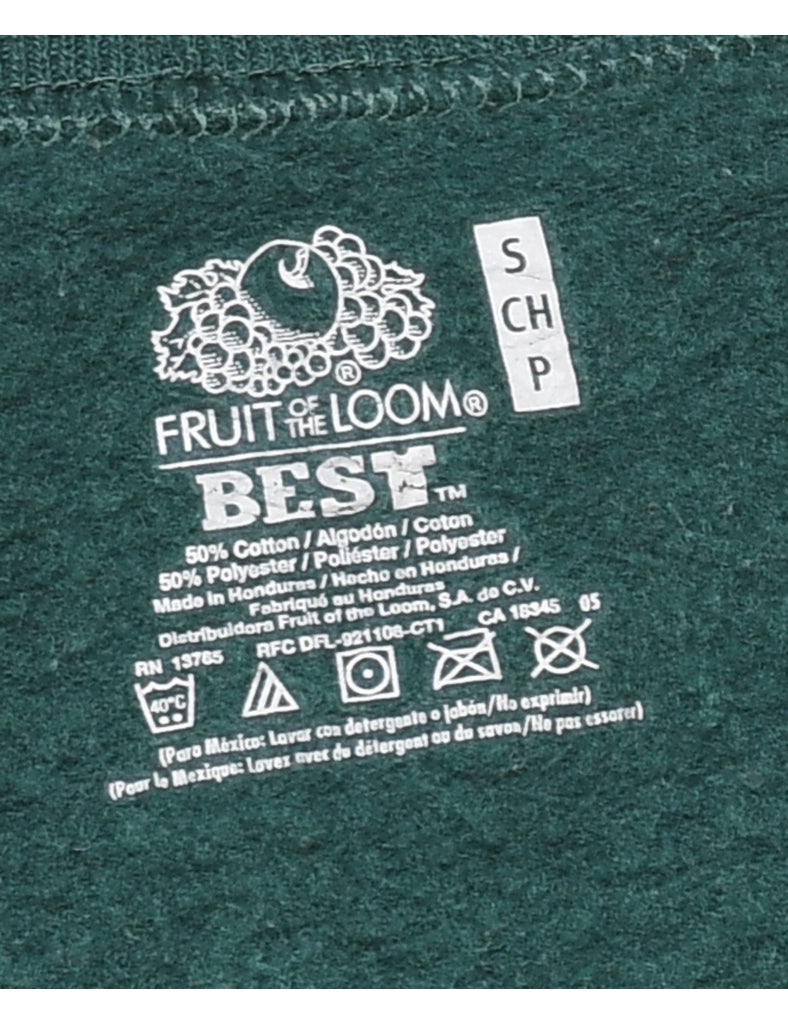 FRUIT OF THE LOOM®
®
BEST™
S
CH
P
50% Cotton / Algodón / Coton
50% Polyester / Poliéster / Polyester
Made in Honduras / Hecho en Honduras /
Fabriqué au Honduras
Distribuidora Fruit of the Loom, S.A. de C.V.
RN 13765 RFC DFL-921106-CT1 CA 18345 05
40°C
(Para México: Lavar con detergente o jabón/No exprimir)
(Pour le Mexique: Lavez avec du détergent ou du savon/Ne pas essorer)